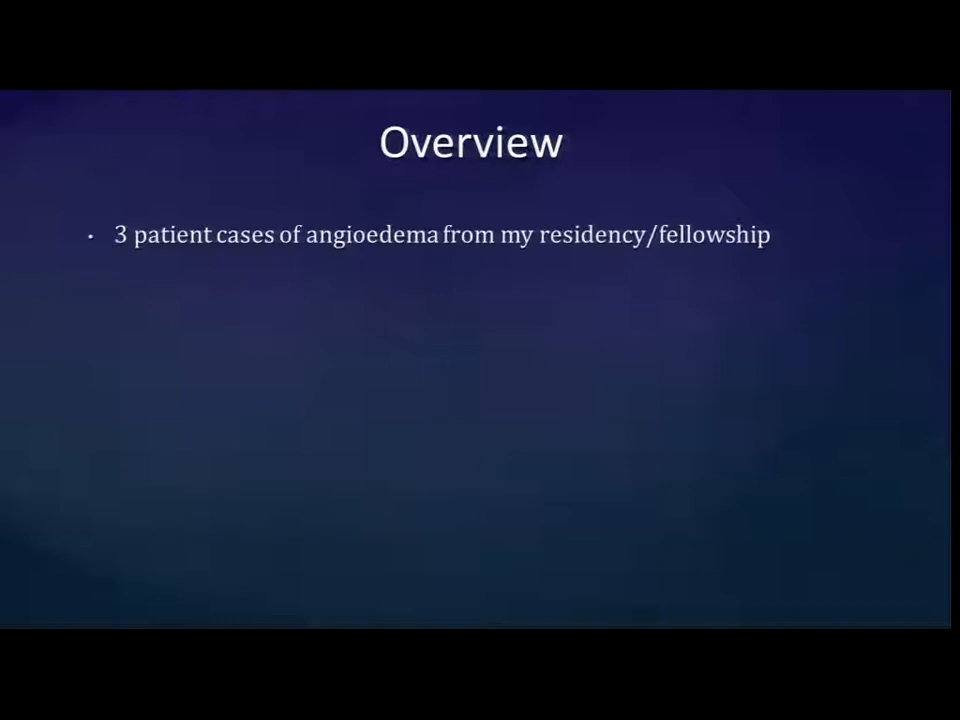 Overview
• 3 patient cases of angioedema from my residency/fellowship